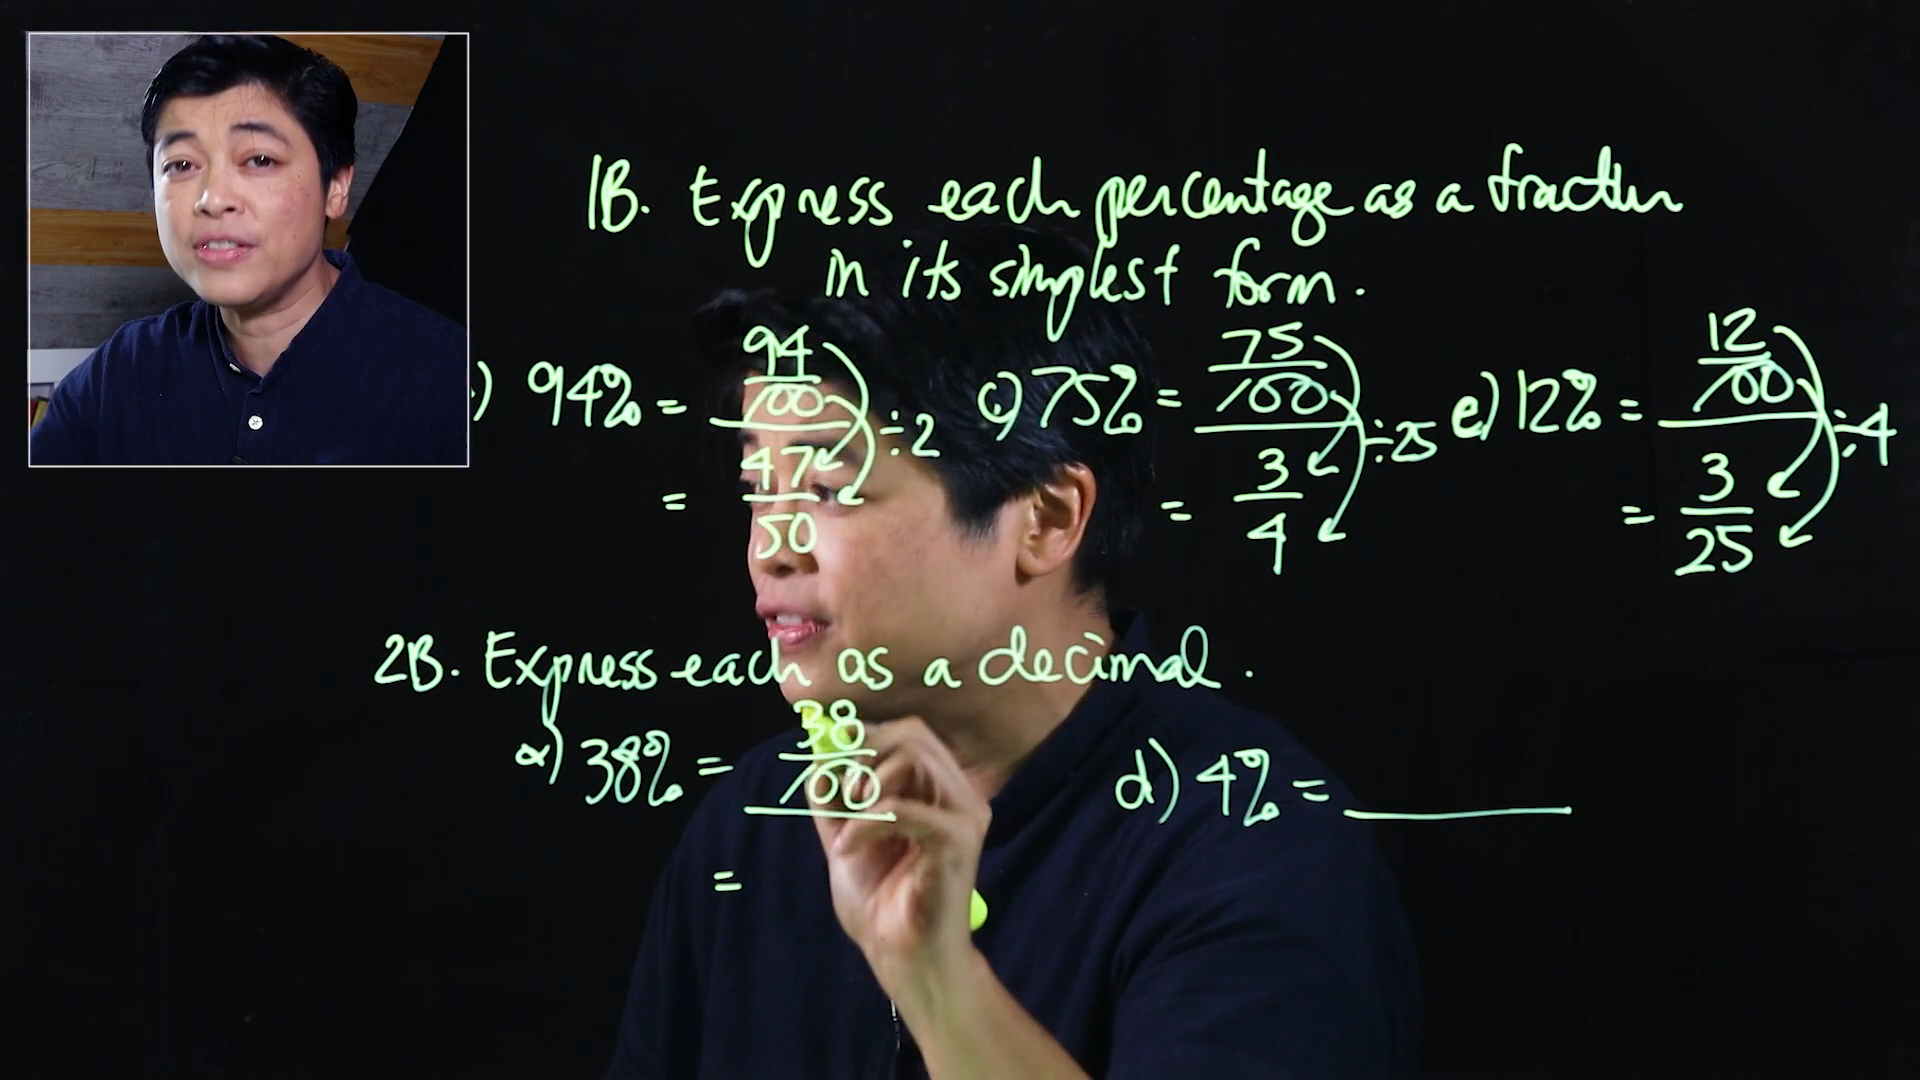 1B. Express each percentage as a fraction
in its simplest form.
) 94% = 94/100 ÷2
= 47/50
c) 75% = 75/100 ÷25
= 3/4
e) 12% = 12/100 ÷4
= 3/25
2B. Express each as a decimal.
a) 38% = 38/100
=
d) 4% =